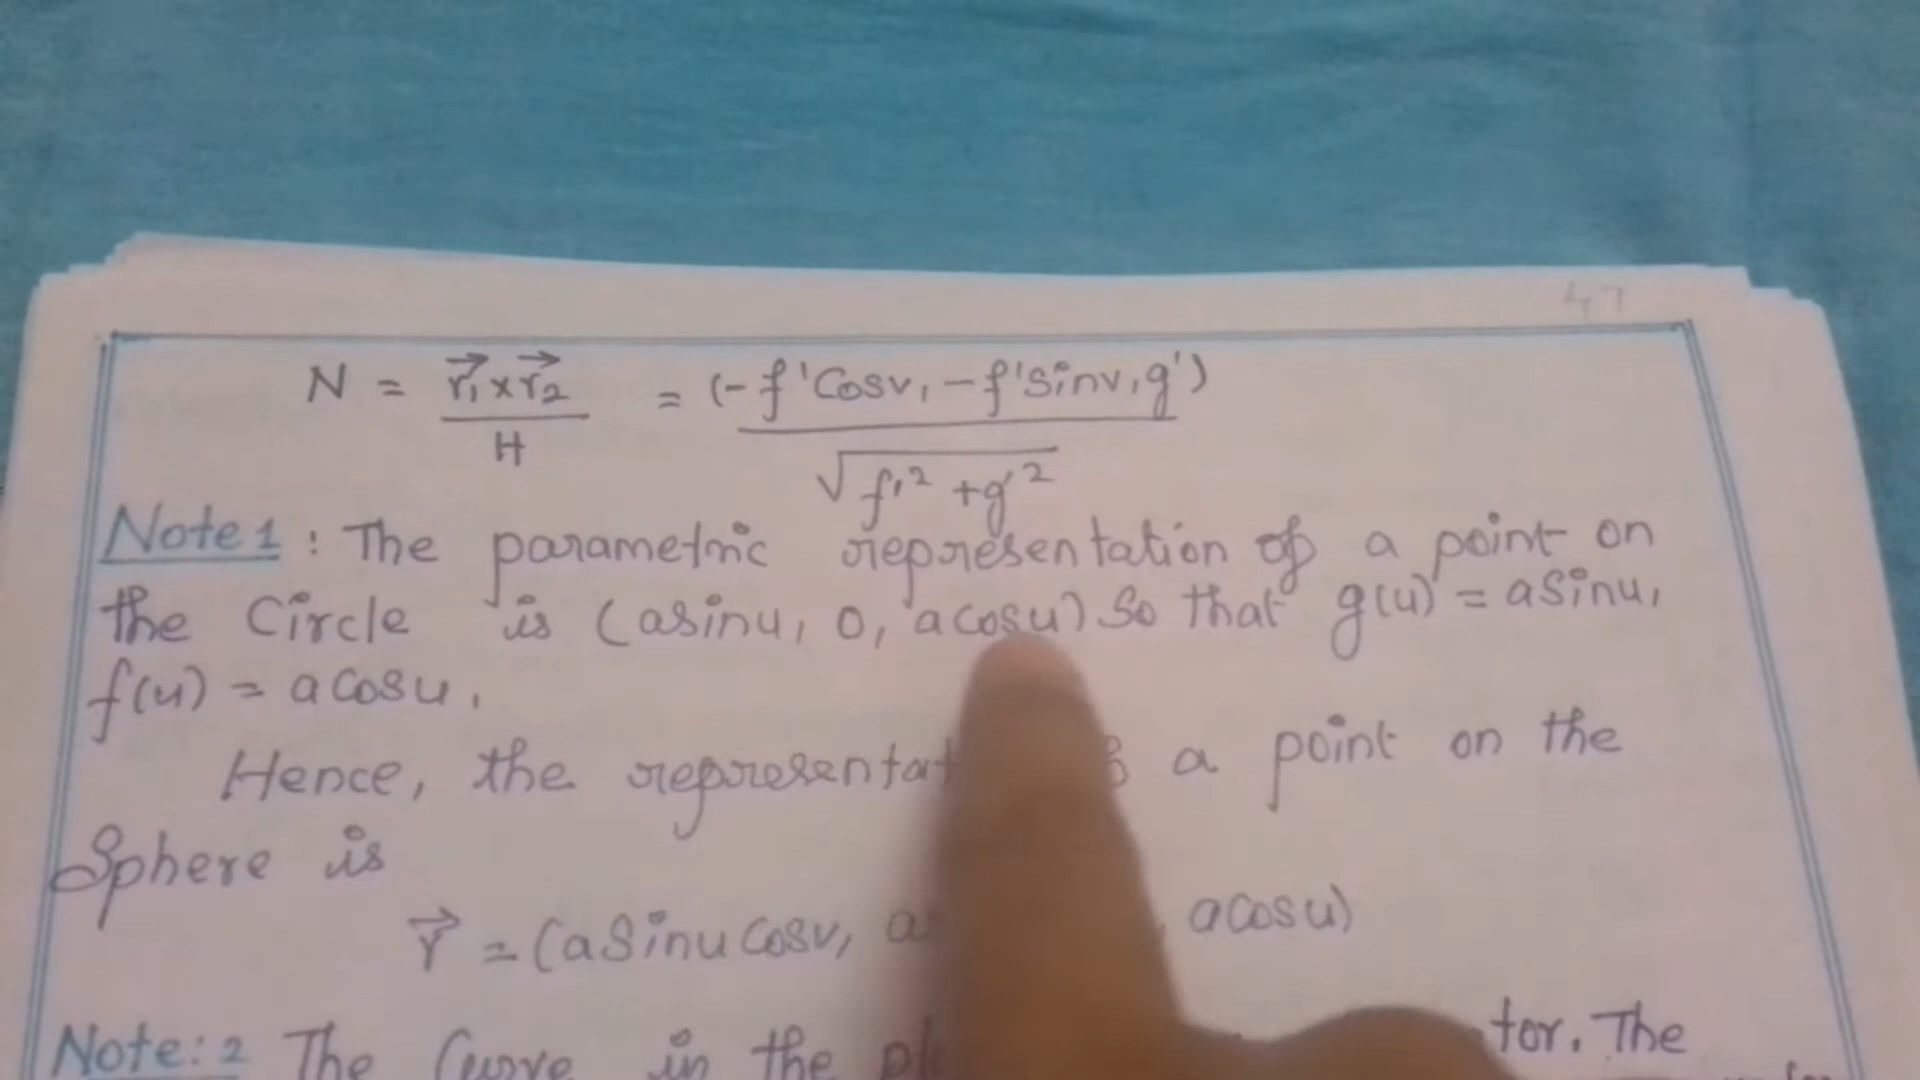 47
N = r⃗₁ x r⃗₂ / H = (-f'Cosv, -f'sinv, g') / √f'² + g'²
Note 1 : The parametric representation of a point on
the Circle is (asinu, 0, acosu) So that g(u) = asinu,
f(u) = acosu,
Hence, the a point on the
Sphere is
r⃗ = (aSinu Cosv, acosu)
Note: 2 The Curve in the The